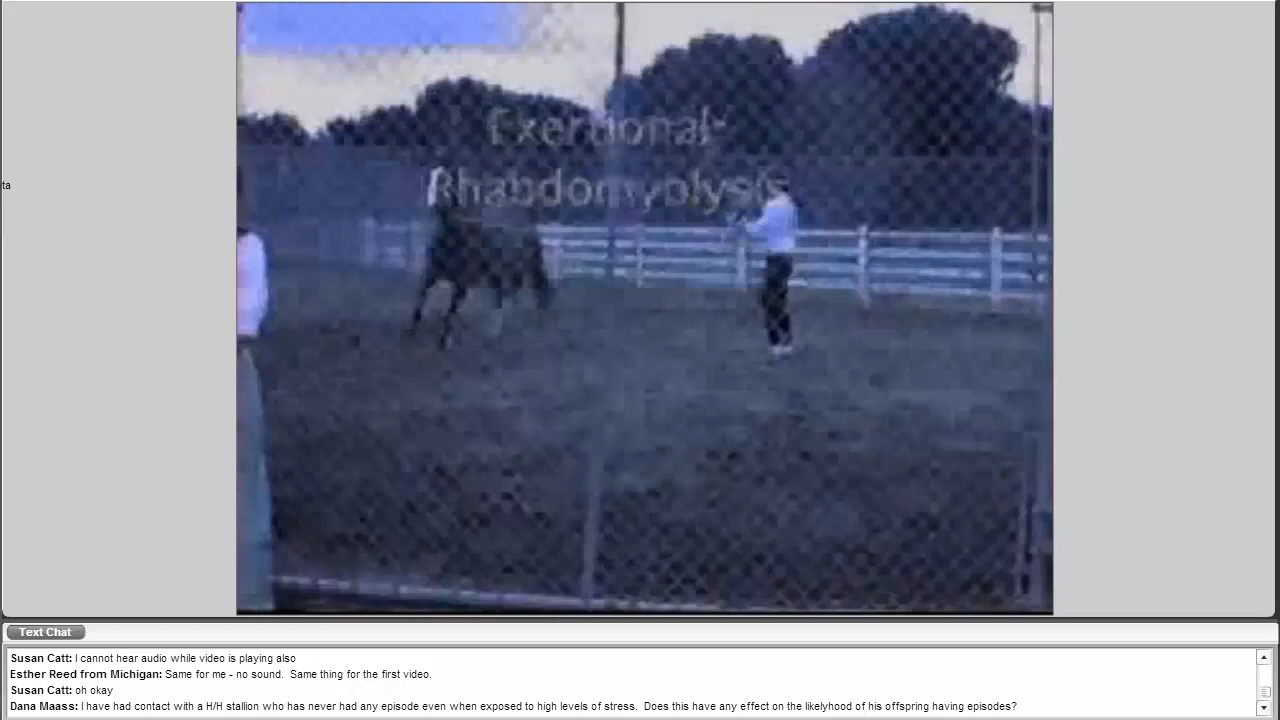 Exertional
Rhabdomyolysis
ta
Text Chat
Susan Catt: I cannot hear audio while video is playing also
Esther Reed from Michigan: Same for me - no sound.  Same thing for the first video.
Susan Catt: oh okay
Dana Maass: I have had contact with a H/H stallion who has never had any episode even when exposed to high levels of stress.  Does this have any effect on the likelyhood of his offspring having episodes?